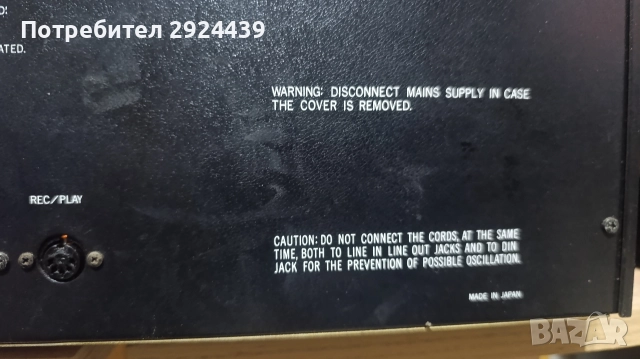 Потребител 2924439
ATED.
WARNING: DISCONNECT MAINS SUPPLY IN CASE
THE COVER IS REMOVED.
REC/PLAY
CAUTION: DO NOT CONNECT THE CORDS, AT THE SAME
TIME, BOTH TO LINE IN LINE OUT JACKS AND TO DIN
JACK FOR THE PREVENTION OF POSSIBLE OSCILLATION.
MADE IN JAPAN
BAZAR
bg